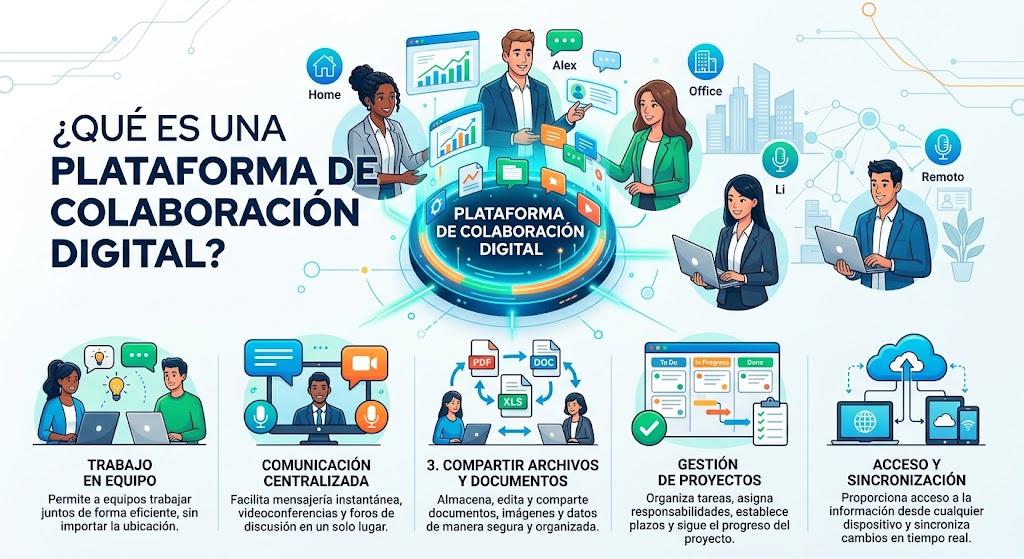 ¿QUÉ ES UNA
PLATAFORMA DE
COLABORACIÓN
DIGITAL?
Home
Alex
Office
Li
Remoto
PLATAFORMA
DE COLABORACIÓN
DIGITAL
TRABAJO
EN EQUIPO
Permite a equipos trabajar
juntos de forma eficiente, sin
importar la ubicación.
COMUNICACIÓN
CENTRALIZADA
Facilita mensajería instantánea,
videoconferencias y foros de
discusión en un solo lugar.
PDF
DOC
XLS
3. COMPARTIR ARCHIVOS
Y DOCUMENTOS
Almacena, edita y comparte
documentos, imágenes y datos
de manera segura y organizada.
To Do
In Progress
Done
GESTIÓN
DE PROYECTOS
Organiza tareas, asigna
responsabilidades, establece
plazos y sigue el progreso del
proyecto.
ACCESO Y
SINCRONIZACIÓN
Proporciona acceso a la
información desde cualquier
dispositivo y sincroniza
cambios en tiempo real.